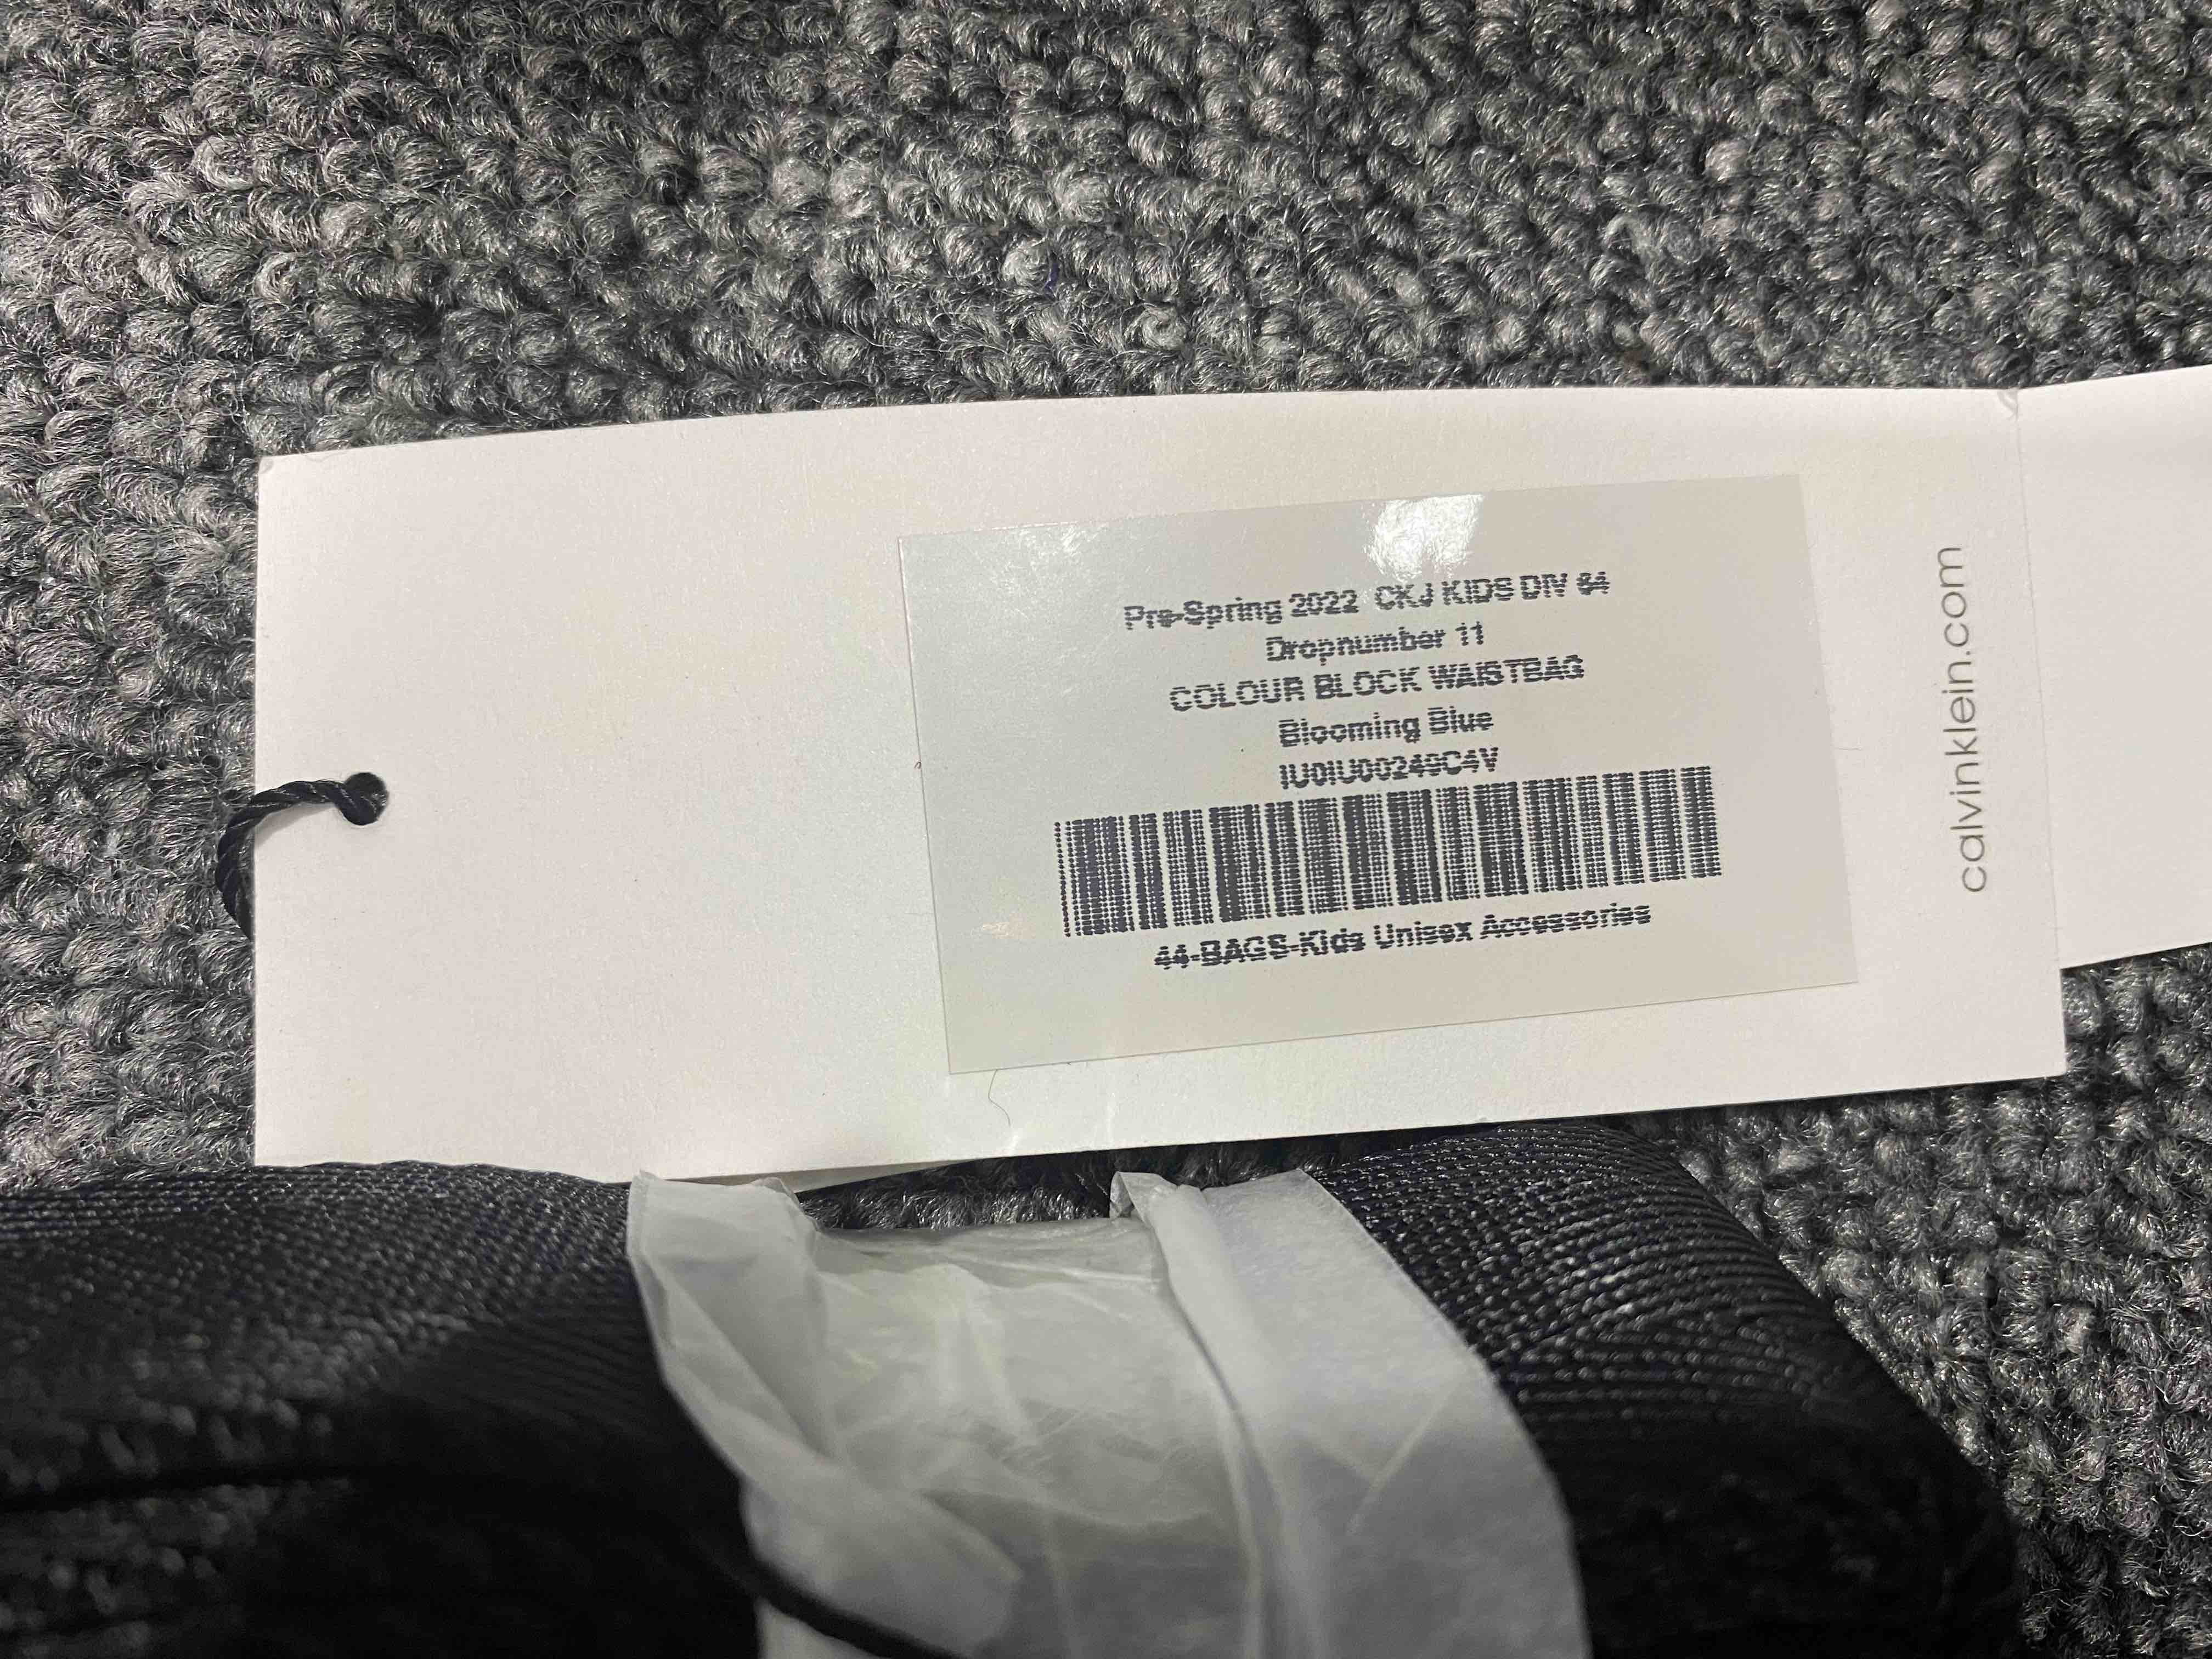 Pre-Spring 2022 CKJ KIDS DIV 64
Dropnumber 11
COLOUR BLOCK WAISTBAG
Blooming Blue
IU0IU00249C4V
44-BAGS-Kids Unisex Accessories
calvinklein.com